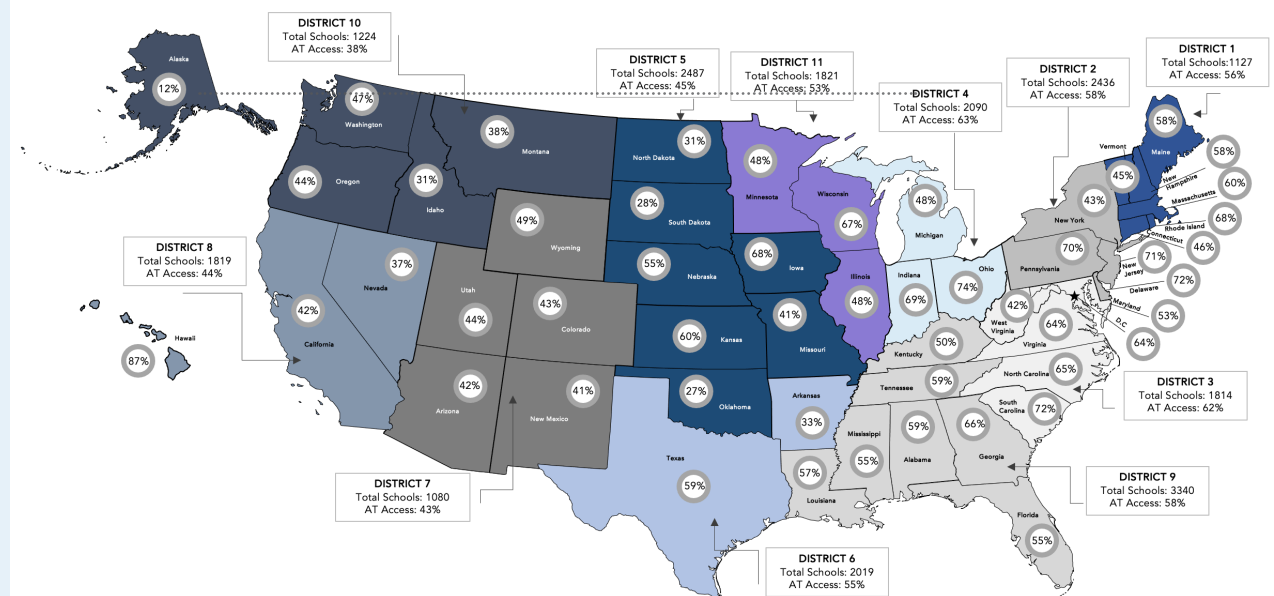 DISTRICT 10
Total Schools: 1224
AT Access: 38%
DISTRICT 5
Total Schools: 2487
AT Access: 45%
DISTRICT 11
Total Schools: 1821
AT Access: 53%
DISTRICT 4
Total Schools: 2090
AT Access: 63%
DISTRICT 2
Total Schools: 2436
AT Access: 58%
DISTRICT 1
Total Schools:1127
AT Access: 56%
Alaska
12%
47%
Washington
38%
Montana
44%
Oregon
31%
Idaho
49%
Wyoming
31%
North Dakota
28%
South Dakota
55%
Nebraska
60%
Kansas
27%
Oklahoma
48%
Minnesota
Wisconsin
67%
68%
Iowa
41%
Missouri
Illinois
48%
48%
Michigan
Indiana
69%
Ohio
74%
43%
New York
Pennsylvania
70%
Vermont
45%
58%
Maine
58%
New
Hampshire
60%
Massachusetts
68%
Rhode Island
46%
onnecticut
71%
New
Jersey
72%
Delaware
53%
Maryland
64%
D.C
42%
West
Virginia
64%
Virginia
50%
Kentucky
59%
Tennessee
North Carolina
65%
South
Carolina
72%
DISTRICT 3
Total Schools: 1814
AT Access: 62%
DISTRICT 8
Total Schools: 1819
AT Access: 44%
Hawaii
87%
42%
California
37%
Nevada
Utah
44%
43%
Colorado
42%
Arizona
41%
New Mexico
Texas
59%
Arkansas
33%
57%
Louisiana
Mississippi
55%
59%
Alabama
66%
Georgia
Florida
55%
DISTRICT 7
Total Schools: 1080
AT Access: 43%
DISTRICT 9
Total Schools: 3340
AT Access: 58%
DISTRICT 6
Total Schools: 2019
AT Access: 55%